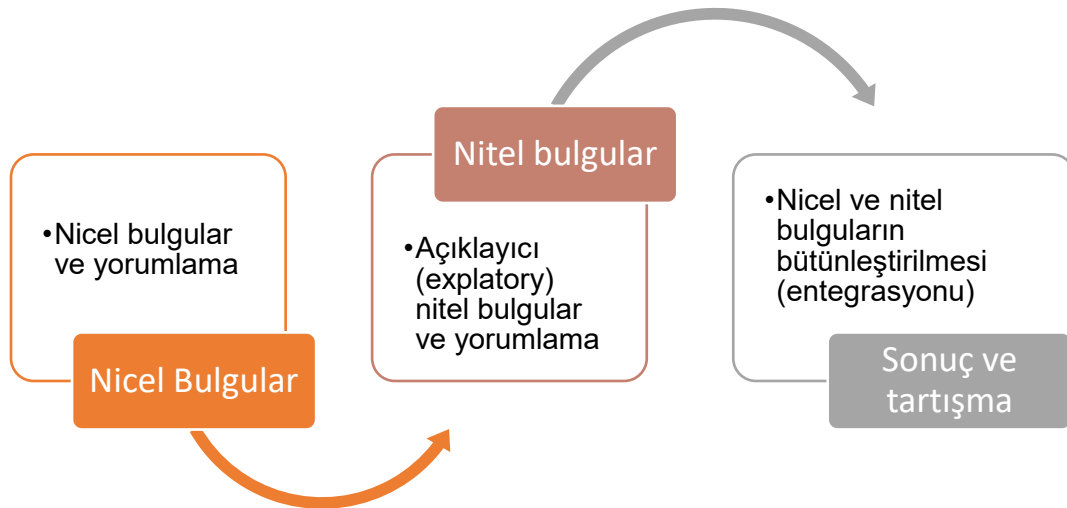 •Nicel bulgular
ve yorumlama
Nicel Bulgular
Nitel bulgular
•Açıklayıcı
(explatory)
nitel bulgular
ve yorumlama
•Nicel ve nitel
bulguların
bütünleştirilmesi
(entegrasyonu)
Sonuç ve
tartışma